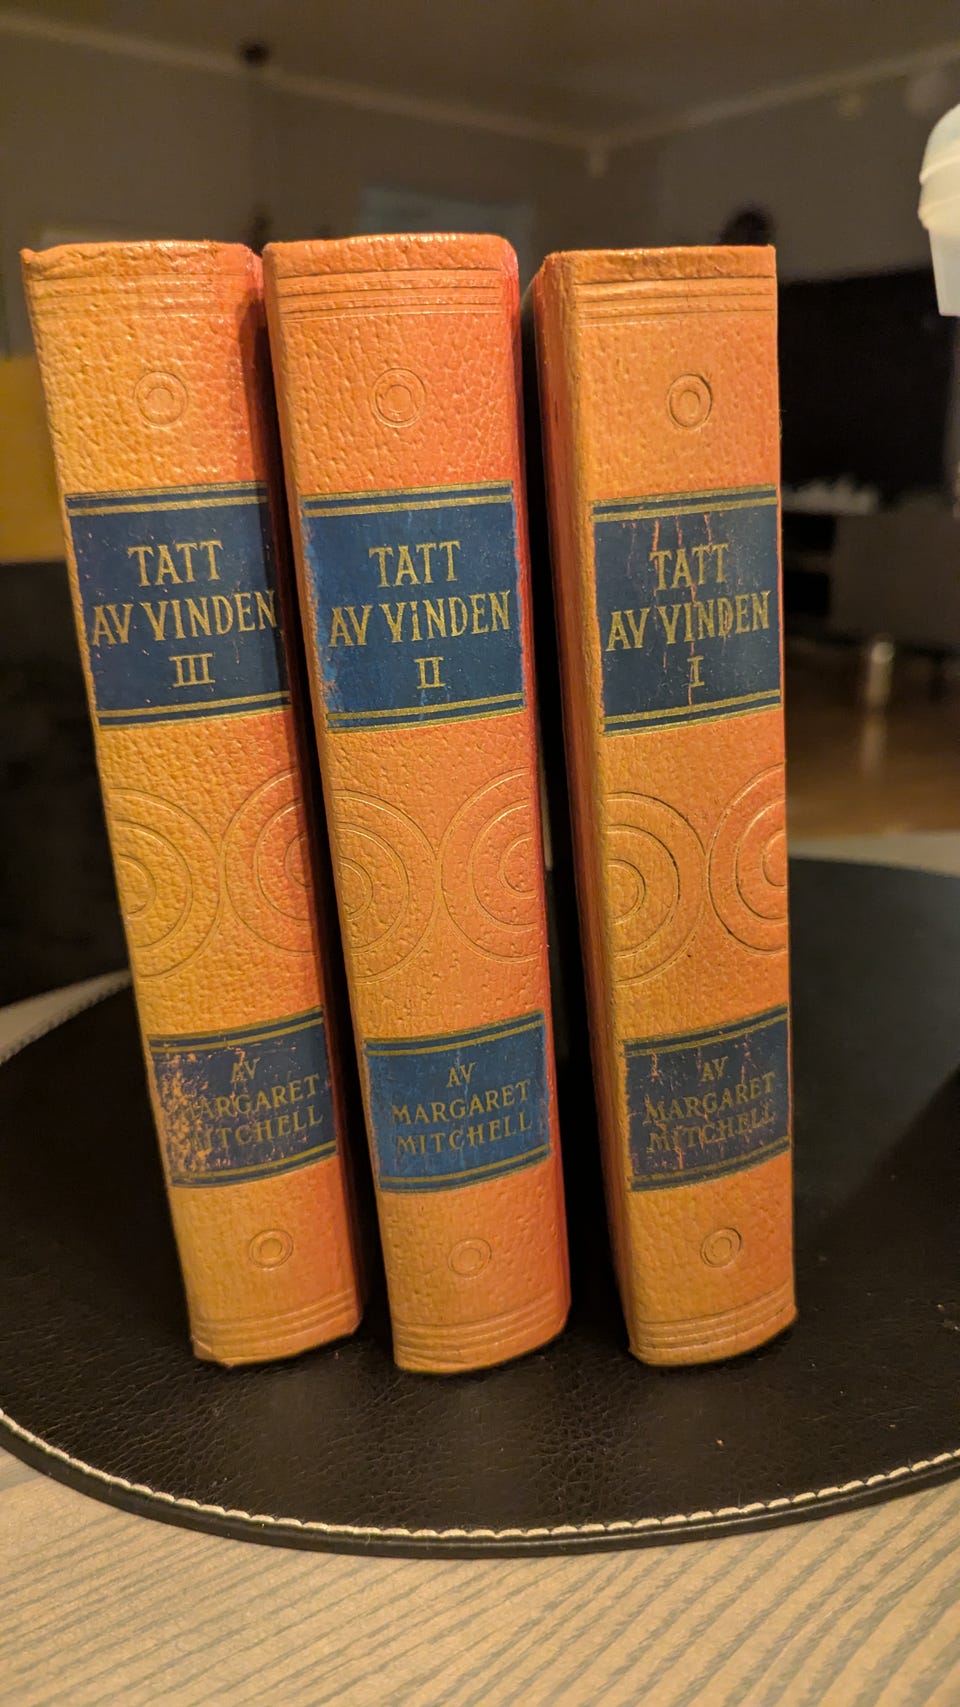 TATT
AV VINDEN
III
AV
MARGARET
MITCHELL
TATT
AV VINDEN
II
AV
MARGARET
MITCHELL
TATT
AV VINDEN
I
AV
MARGARET
MITCHELL